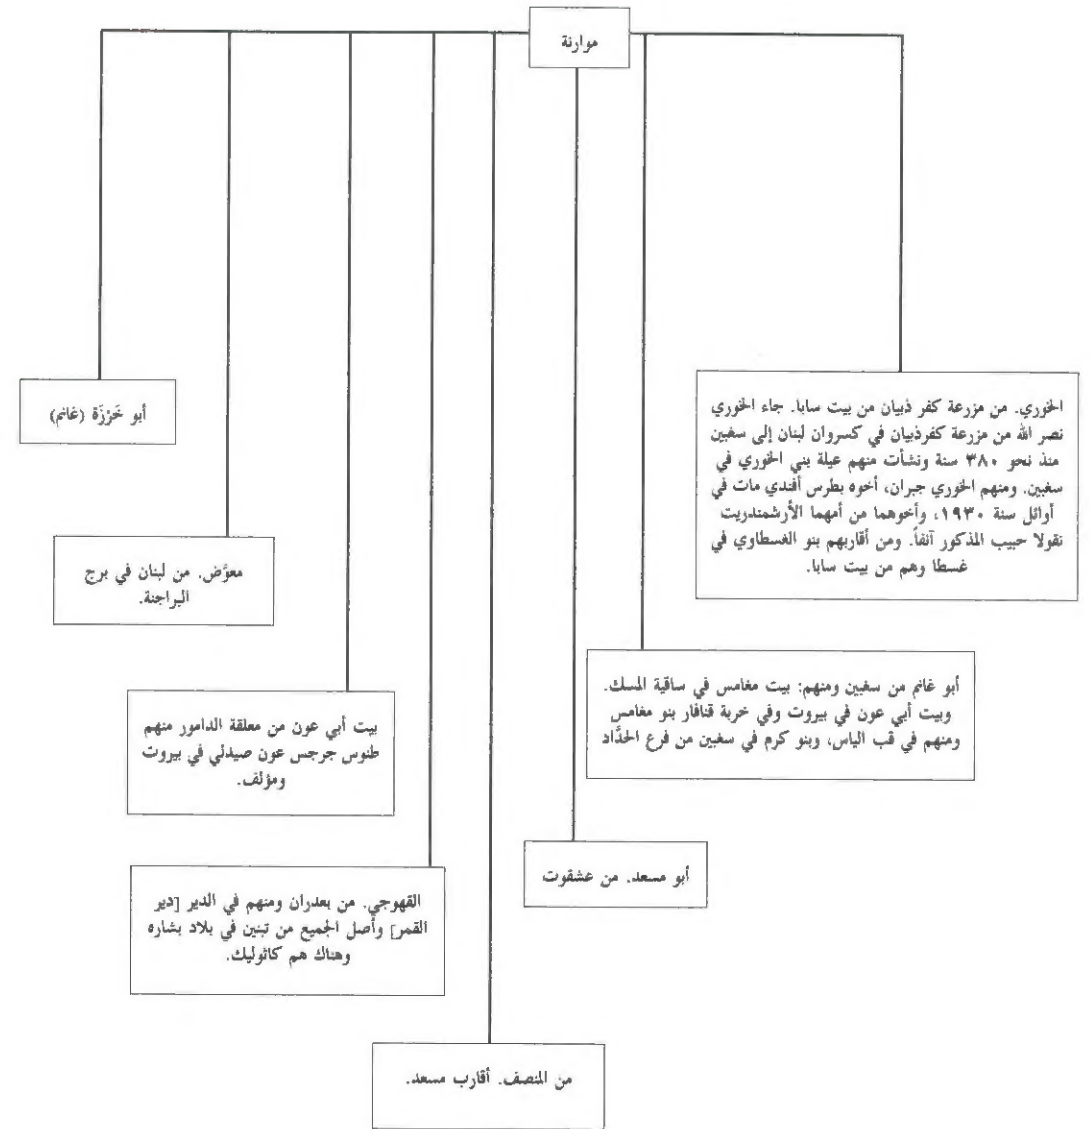 موارنة
الخوري. من مزرعة كفر ذبيان من بيت سابا. جاء الخوري
نصر الله من مزرعة كفرذبيان في كسروان لبنان إلى سغبين
منذ نحو ٣٨٠ سنة ونشأت منهم عيلة بني الخوري في
سغبين. ومنهم الخوري جبران، أخوه بطرس أفندي مات في
أوائل سنة ١٩٣٠، وأخوهما من أمهما الأرشمندريت
نقولا حبيب المذكور آنفاً. ومن أقاربهم بنو الغسطاوي في
غسطا وهم من بيت سابا.
أبو غانم من سغبين ومنهم: بيت مغامس في ساقية المسك.
وبيت أبي عون في بيروت وفي خربة قنافار بنو مغامس
ومنهم في قب الياس، وبنو كرم في سغبين من فرع الحدَّاد
أبو مسعد. من عشقوت
من المنصف. أقارب مسعد.
القهوجي. من بعدران ومنهم في الدير [دير
القمر] وأصل الجميع من تبنين في بلاد بشاره
وهناك هم كاثوليك.
بيت أبي عون من معلقة الدامور منهم
طنوس جرجس عون صيدلي في بيروت
ومؤلف.
معوَّض. من لبنان في برج
البراجنة.
أبو خَرْزَة (غانم)